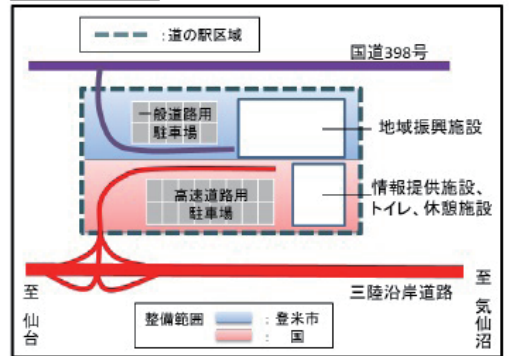 :道の駅区域
国道398号
一般道路用
駐車場
地域振興施設
高速道路用
駐車場
情報提供施設、
トイレ、休憩施設
三陸沿岸道路
至 仙台
至 気仙沼
整備範囲
:登米市
:国